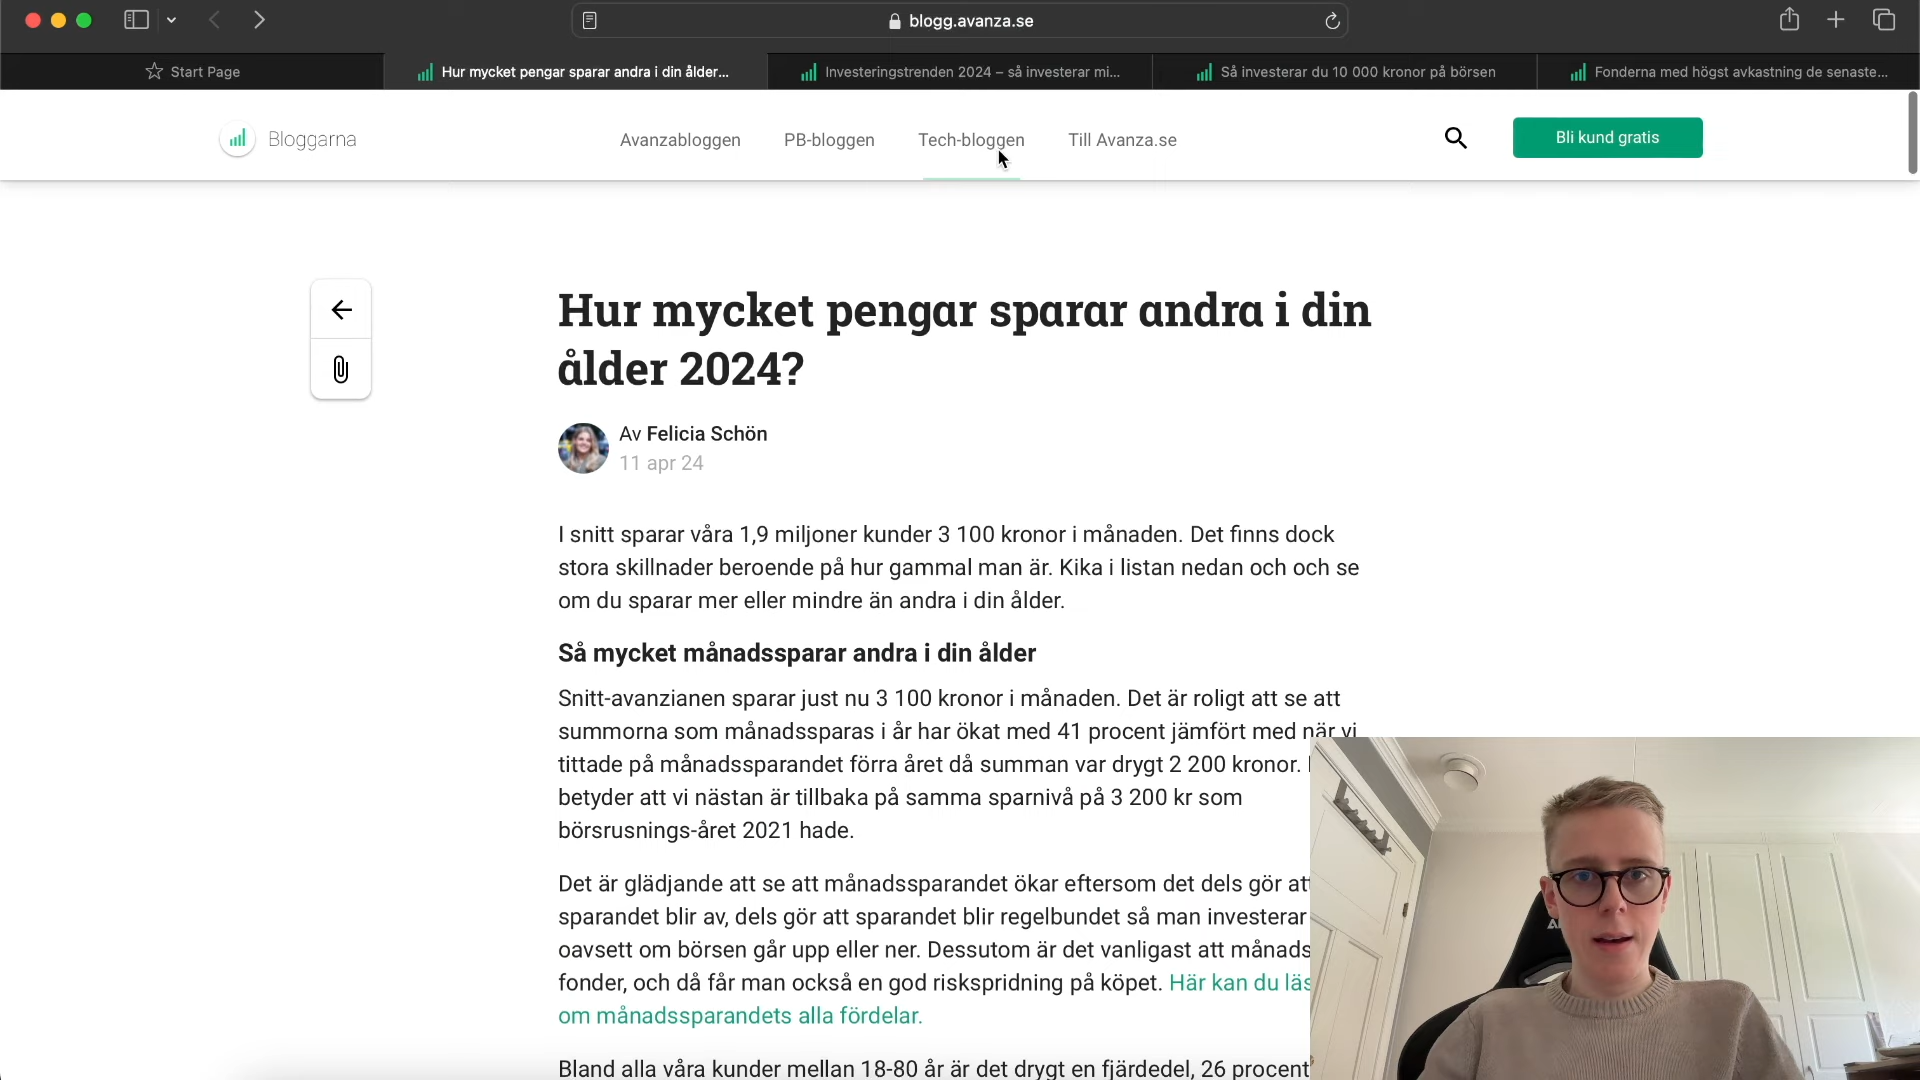 blogg.avanza.se
Start Page
Hur mycket pengar sparar andra i din ålder...
Investeringstrenden 2024 – så investerar mi...
Så investerar du 10 000 kronor på börsen
Fonderna med högst avkastning de senaste...
Bloggarna
Avanzabloggen
PB-bloggen
Tech-bloggen
Till Avanza.se
Bli kund gratis
Hur mycket pengar sparar andra i din
ålder 2024?
Av Felicia Schön
11 apr 24
I snitt sparar våra 1,9 miljoner kunder 3 100 kronor i månaden. Det finns dock
stora skillnader beroende på hur gammal man är. Kika i listan nedan och och se
om du sparar mer eller mindre än andra i din ålder.
Så mycket månadssparar andra i din ålder
Snitt-avanzianen sparar just nu 3 100 kronor i månaden. Det är roligt att se att
summorna som månadssparas i år har ökat med 41 procent jämfört med när vi
tittade på månadssparandet förra året då summan var drygt 2 200 kronor.
betyder att vi nästan är tillbaka på samma sparnivå på 3 200 kr som
börsrusnings-året 2021 hade.
Det är glädjande att se att månadssparandet ökar eftersom det dels gör att
sparandet blir av, dels gör att sparandet blir regelbundet så man investerar
oavsett om börsen går upp eller ner. Dessutom är det vanligast att månads
fonder, och då får man också en god riskspridning på köpet. Här kan du läs
om månadssparandets alla fördelar.
Bland alla våra kunder mellan 18-80 år är det drygt en fjärdedel, 26 procent